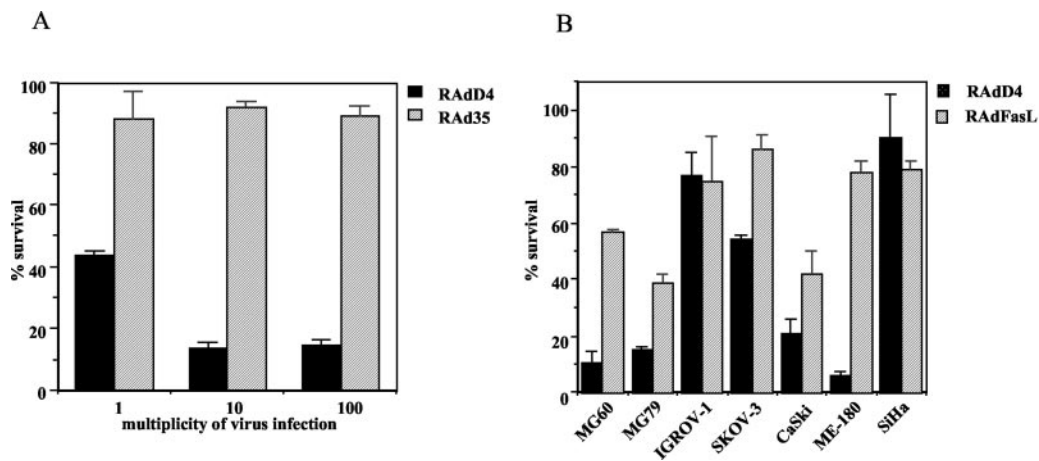 A
100
80
60
40
20
0
% survival
1 10 100
multiplicity of virus infection
RAdD4
RAd35
B
100
80
60
40
20
0
% survival
MG60
MG79
IGROV-1
SKOV-3
CaSki
ME-180
SiHa
RAdD4
RAdFasL